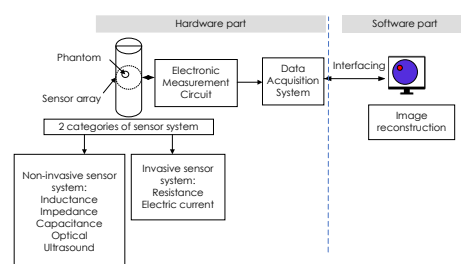 Hardware part
Software part
Phantom
Sensor array
Electronic
Measurement
Circuit
Data
Acquisition
System
Interfacing
Image
reconstruction
2 categories of sensor system
Non-invasive sensor
system:
Inductance
Impedance
Capacitance
Optical
Ultrasound
Invasive sensor
system:
Resistance
Electric current